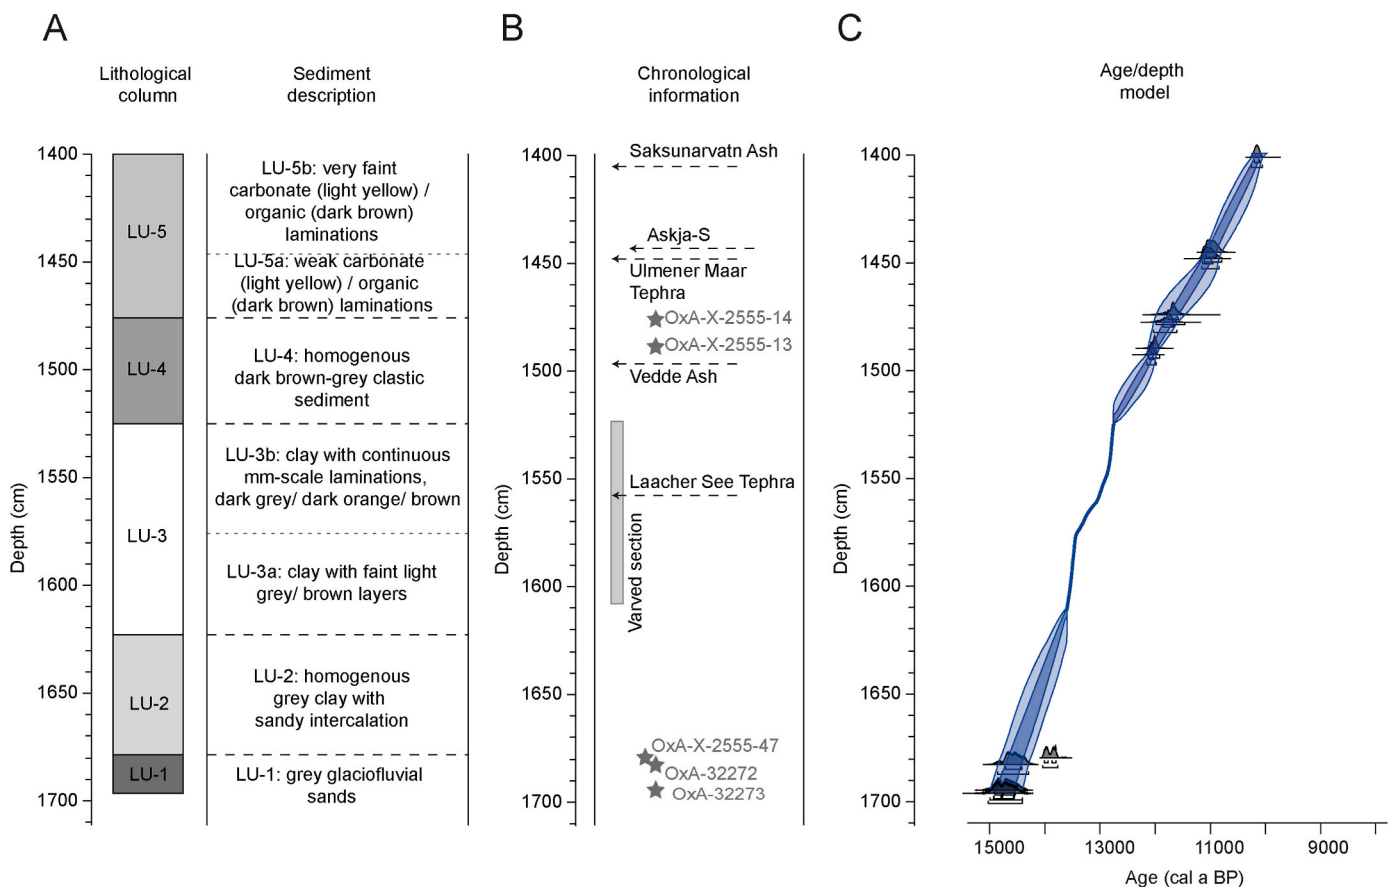 A
B
C
Lithological
column
Sediment
description
Chronological
information
Age/depth
model
Depth (cm)
1400
1450
1500
1550
1600
1650
1700
LU-5
LU-4
LU-3
LU-2
LU-1
LU-5b: very faint
carbonate (light yellow) /
organic (dark brown)
laminations
LU-5a: weak carbonate
(light yellow) / organic
(dark brown) laminations
LU-4: homogenous
dark brown-grey clastic
sediment
LU-3b: clay with continuous
mm-scale laminations,
dark grey/ dark orange/ brown
LU-3a: clay with faint light
grey/ brown layers
LU-2: homogenous
grey clay with
sandy intercalation
LU-1: grey glaciofluvial
sands
Depth (cm)
1400
1450
1500
1550
1600
1650
1700
Saksunarvatn Ash
Askja-S
Ulmener Maar
Tephra
OxA-X-2555-14
OxA-X-2555-13
Vedde Ash
Laacher See Tephra
Varved section
OxA-X-2555-47
OxA-32272
OxA-32273
Depth (cm)
1400
1450
1500
1550
1600
1650
1700
15000
13000
11000
9000
Age (cal a BP)